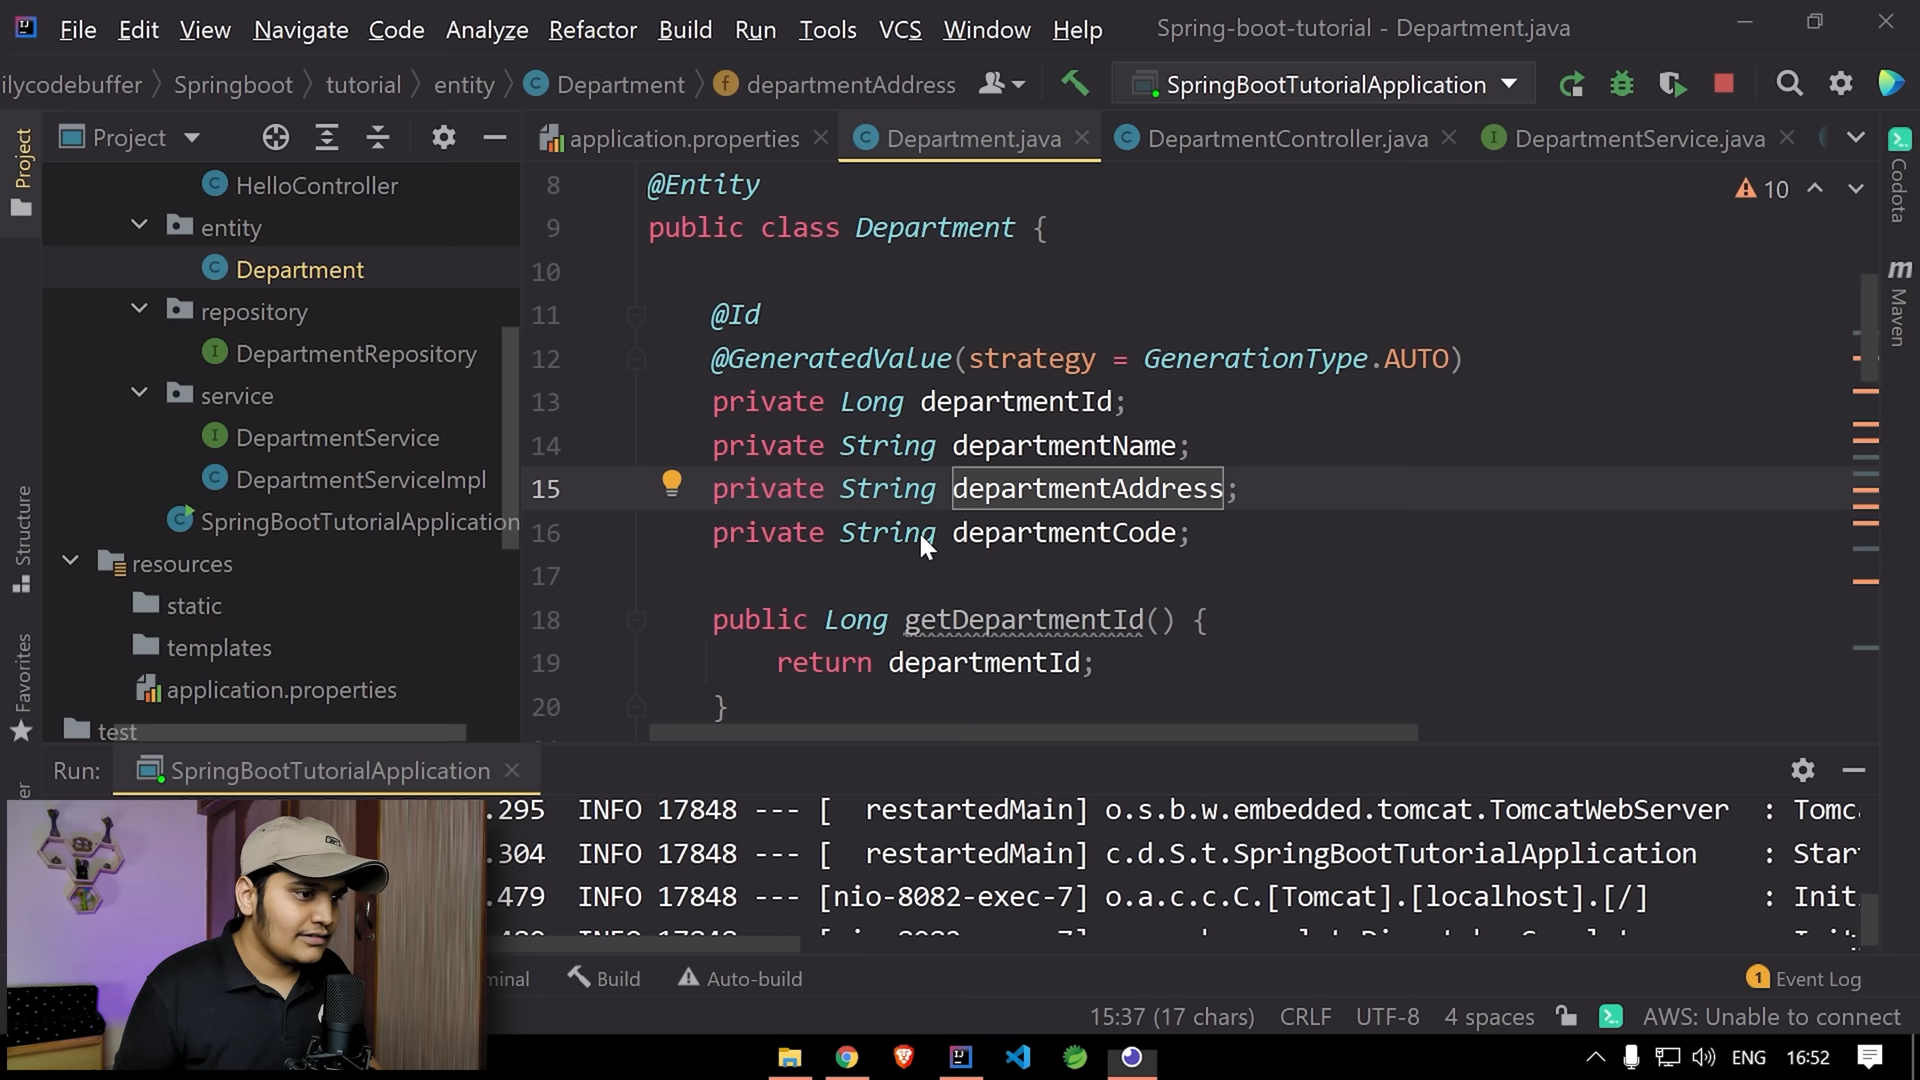 File Edit View Navigate Code Analyze Refactor Build Run Tools VCS Window Help Spring-boot-tutorial - Department.java
ilycodebuffer Springboot tutorial entity Department departmentAddress SpringBootTutorialApplication
Project
application.properties Department.java DepartmentController.java DepartmentService.java
Project
HelloController
entity
Department
repository
DepartmentRepository
service
DepartmentService
DepartmentServiceImpl
SpringBootTutorialApplication
resources
static
templates
application.properties
test
Structure
Favorites
10
8 @Entity
9 public class Department {
10
11 @Id
12 @GeneratedValue(strategy = GenerationType.AUTO)
13 private Long departmentId;
14 private String departmentName;
15 private String departmentAddress;
16 private String departmentCode;
17
18 public Long getDepartmentId() {
19 return departmentId;
20 }
Codota
m Maven
Run: SpringBootTutorialApplication
.295 INFO 17848 --- [ restartedMain] o.s.b.w.embedded.tomcat.TomcatWebServer : Tomc
.304 INFO 17848 --- [ restartedMain] c.d.S.t.SpringBootTutorialApplication : Star
.479 INFO 17848 --- [nio-8082-exec-7] o.a.c.c.C.[Tomcat].[localhost].[/] : Init
minal Build Auto-build 1 Event Log
15:37 (17 chars) CRLF UTF-8 4 spaces AWS: Unable to connect
ENG 16:52